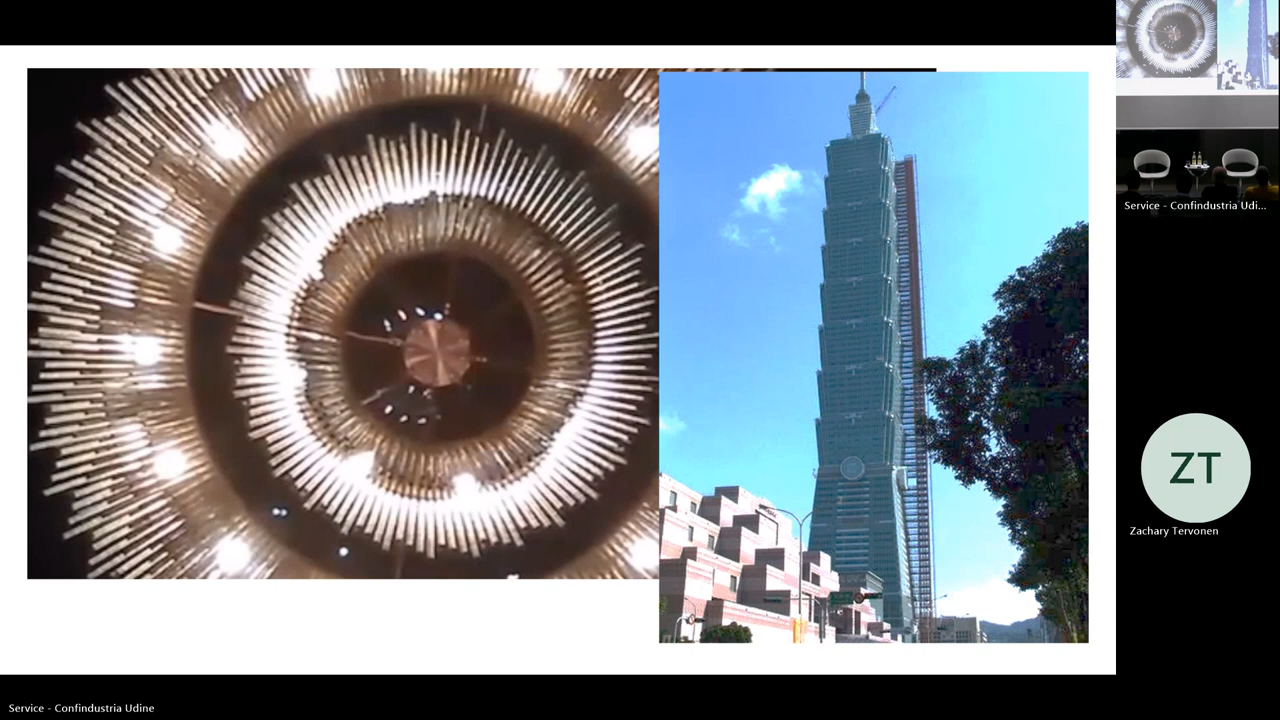 Service - Confindustria Udi...
ZT
Zachary Tervonen
Service - Confindustria Udine